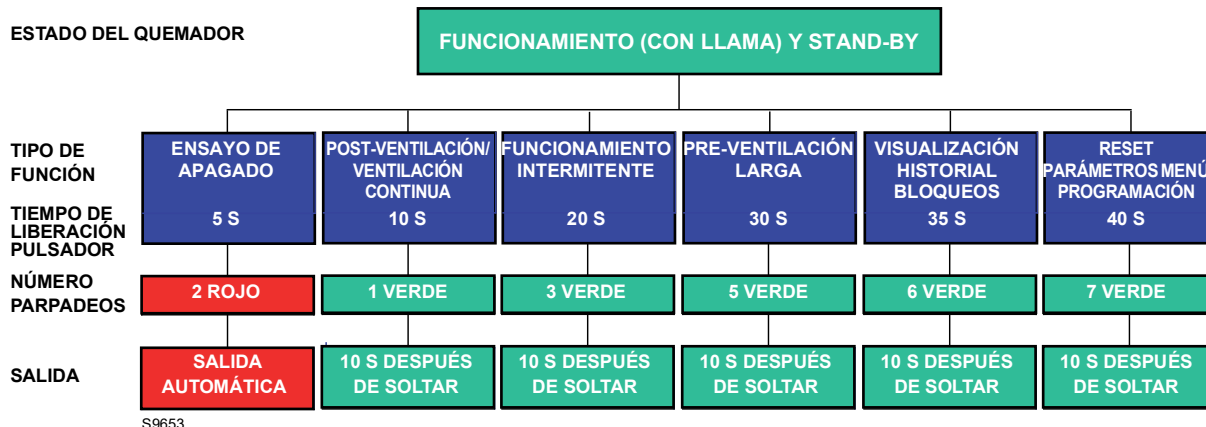 ESTADO DEL QUEMADOR
FUNCIONAMIENTO (CON LLAMA) Y STAND-BY
TIPO DE
FUNCIÓN
ENSAYO DE
APAGADO
POST-VENTILACIÓN/
VENTILACIÓN
CONTINUA
FUNCIONAMIENTO
INTERMITENTE
PRE-VENTILACIÓN
LARGA
VISUALIZACIÓN
HISTORIAL
BLOQUEOS
RESET
PARÁMETROS MENÚ
PROGRAMACIÓN
TIEMPO DE
LIBERACIÓN
PULSADOR
5 S
10 S
20 S
30 S
35 S
40 S
NÚMERO
PARPADEOS
2 ROJO
1 VERDE
3 VERDE
5 VERDE
6 VERDE
7 VERDE
SALIDA
SALIDA
AUTOMÁTICA
10 S DESPUÉS
DE SOLTAR
10 S DESPUÉS
DE SOLTAR
10 S DESPUÉS
DE SOLTAR
10 S DESPUÉS
DE SOLTAR
10 S DESPUÉS
DE SOLTAR
S9653